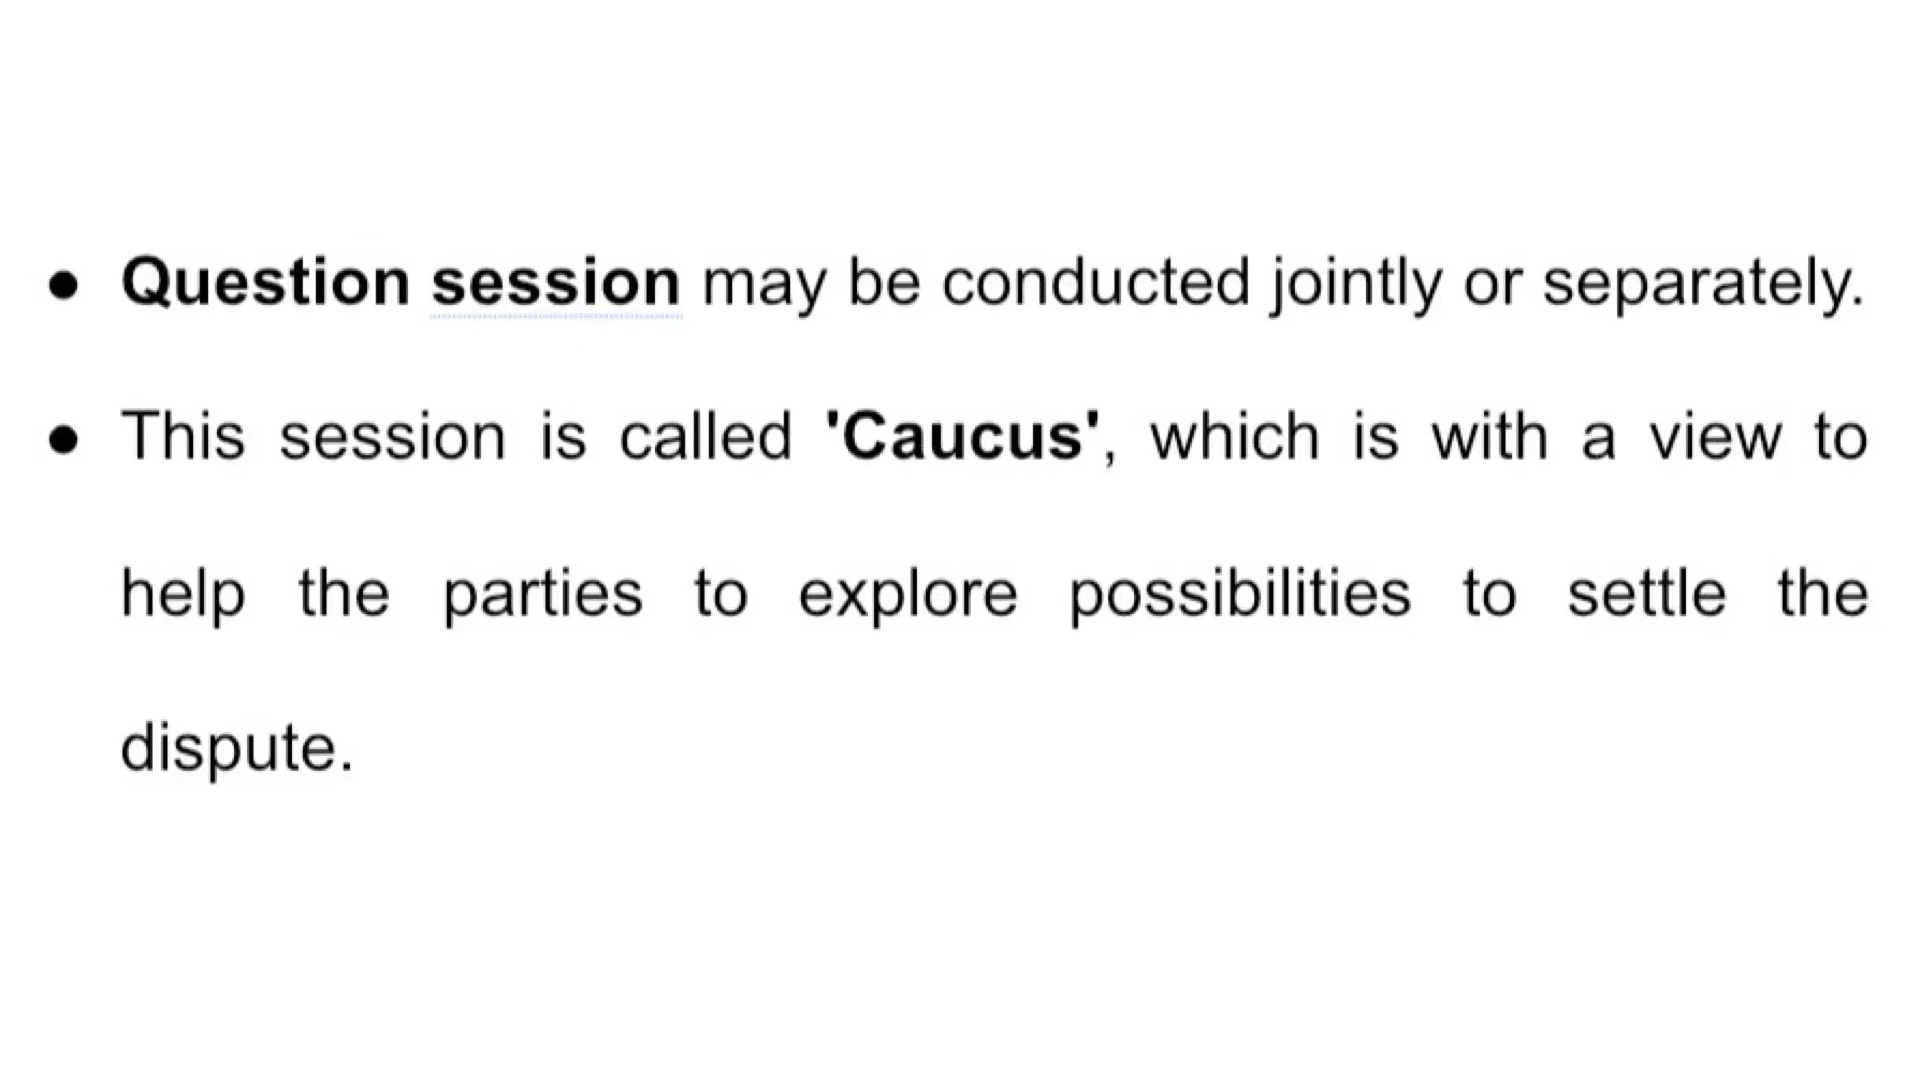 ● Question session may be conducted jointly or separately.
● This session is called 'Caucus', which is with a view to
help the parties to explore possibilities to settle the
dispute.